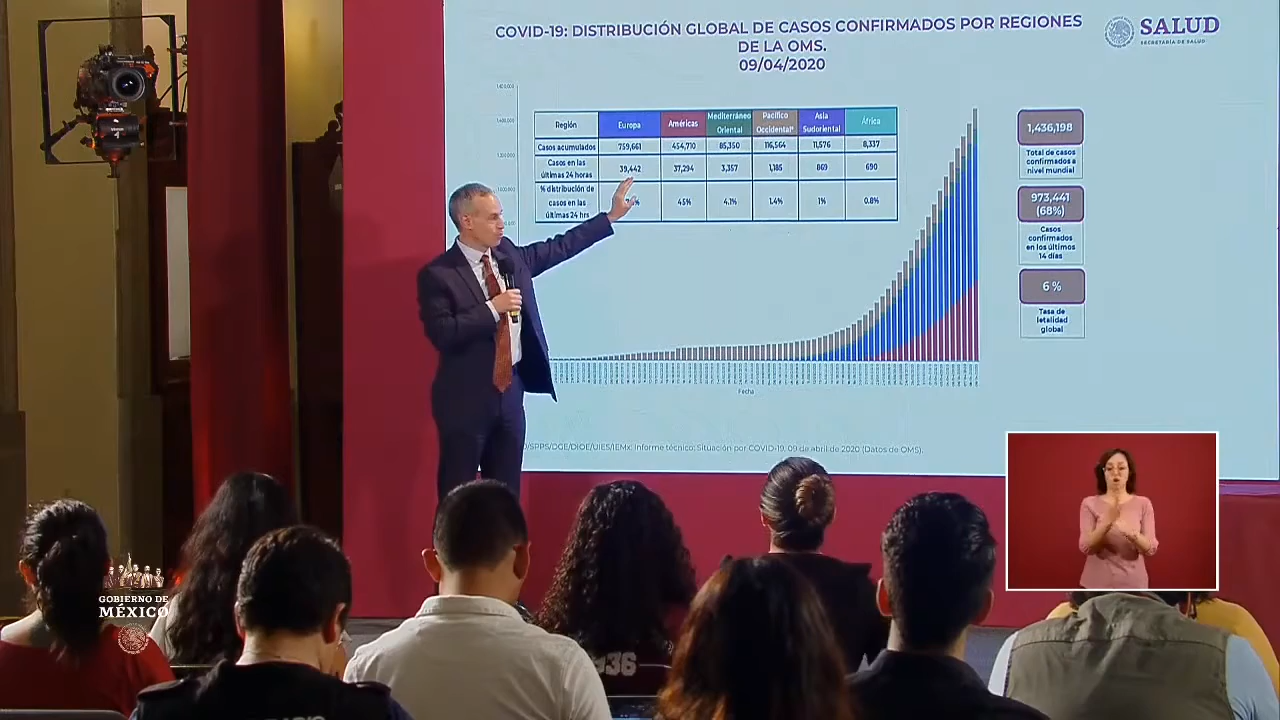 COVID-19: DISTRIBUCIÓN GLOBAL DE CASOS CONFIRMADOS POR REGIONES
DE LA OMS.
09/04/2020
SALUD
SECRETARÍA DE SALUD
Región Europa Américas Mediterráneo Oriental Pacífico Occidental* Asia Sudoriental África
Casos acumulados 759,661 454,710 85,350 116,564 11,576 8,337
Casos en las últimas 24 horas 39,442 37,294 3,357 1,185 869 690
% distribución de casos en las últimas 24 hrs % 45% 4.1% 1.4% 1% 0.8%
1,436,198
Total de casos
confirmados a
nivel mundial
973,441
(68%)
Casos
confirmados
en los últimos
14 días
6 %
Tasa de
letalidad
global
Fecha
/SPPS/DGE/DIOE/UIES/IEMx: Informe técnico: Situación por COVID-19, 09 de abril de 2020 (Datos de OMS).
GOBIERNO DE
MÉXICO
36